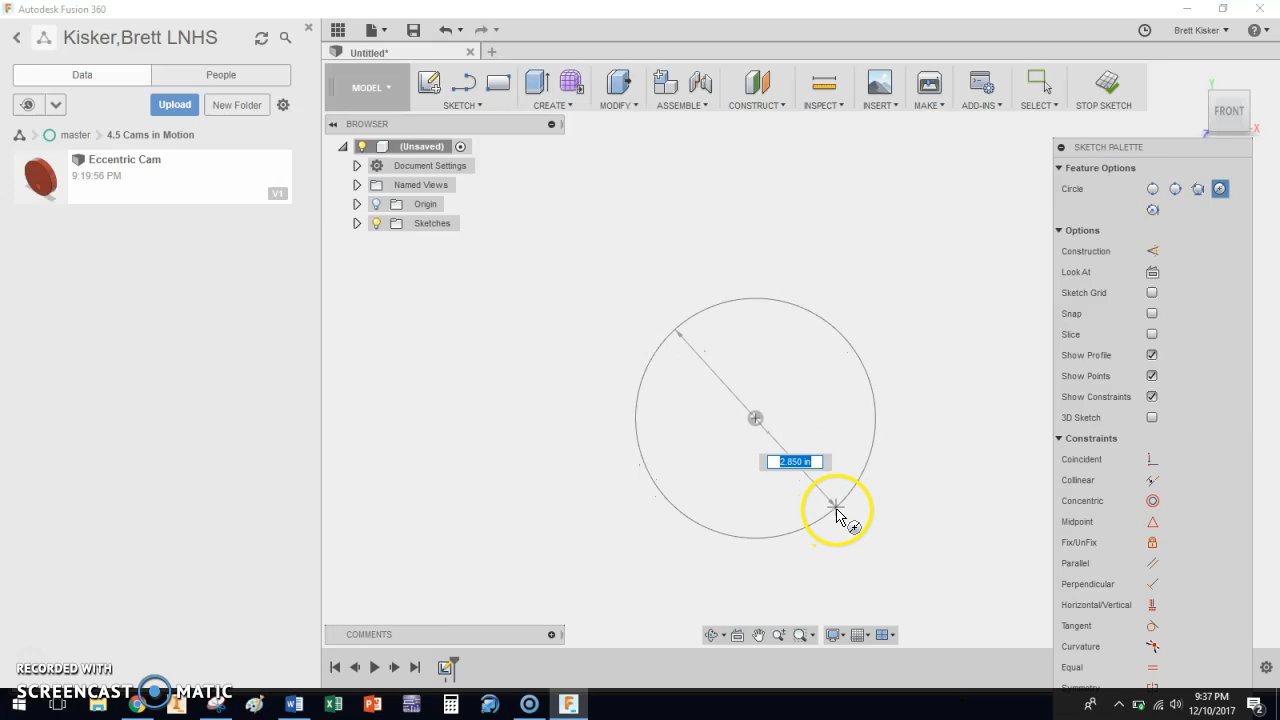 Autodesk Fusion 360
Kisker,Brett LNHS
Data People
Upload New Folder
master > 4.5 Cams in Motion
Eccentric Cam
9:19:56 PM
V1
Brett Kisker
Untitled*
MODEL
SKETCH CREATE MODIFY ASSEMBLE CONSTRUCT INSPECT INSERT MAKE ADD-INS SELECT STOP SKETCH
BROWSER
(Unsaved)
Document Settings
Named Views
Origin
Sketches
Y
FRONT
X
Z
SKETCH PALETTE
Feature Options
Circle
Options
Construction
Look At
Sketch Grid
Snap
Slice
Show Profile
Show Points
Show Constraints
3D Sketch
Constraints
Coincident
Collinear
Concentric
Midpoint
Fix/UnFix
Parallel
Perpendicular
Horizontal/Vertical
Tangent
Curvature
Equal
2.850 in
COMMENTS
RECORDED WITH
SCREENCAST MATIC
9:37 PM
12/10/2017